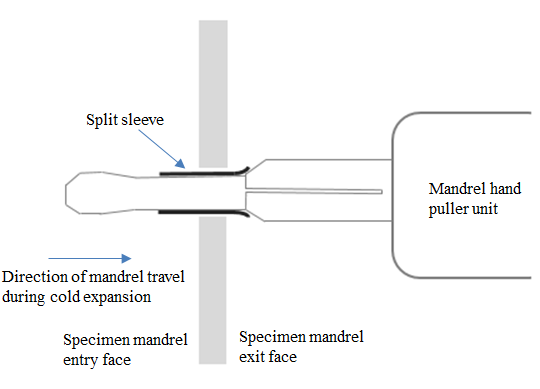 Split sleeve
Mandrel hand
puller unit
Direction of mandrel travel
during cold expansion
Specimen mandrel
entry face
Specimen mandrel
exit face